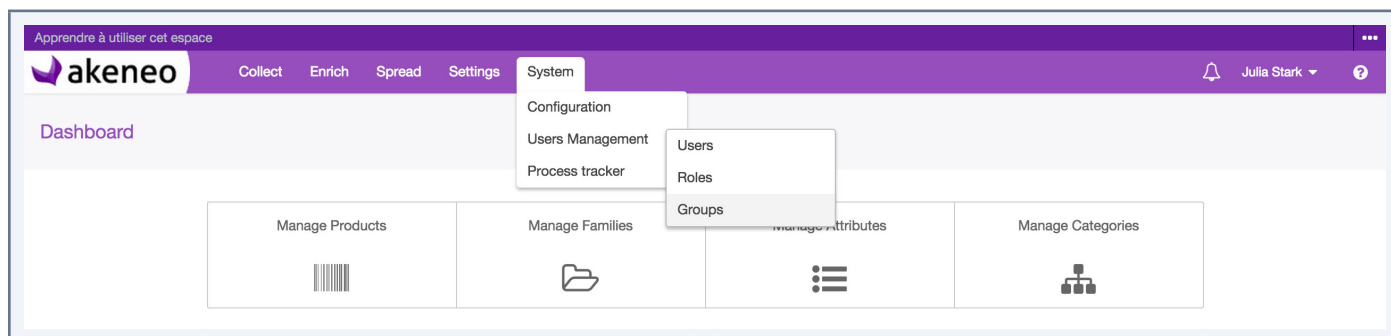 Apprendre à utiliser cet espace
akeneo Collect Enrich Spread Settings System Julia Stark
Configuration
Dashboard
Users Management
Users
Process tracker
Roles
Groups
Manage Products Manage Families Manage Attributes Manage Categories